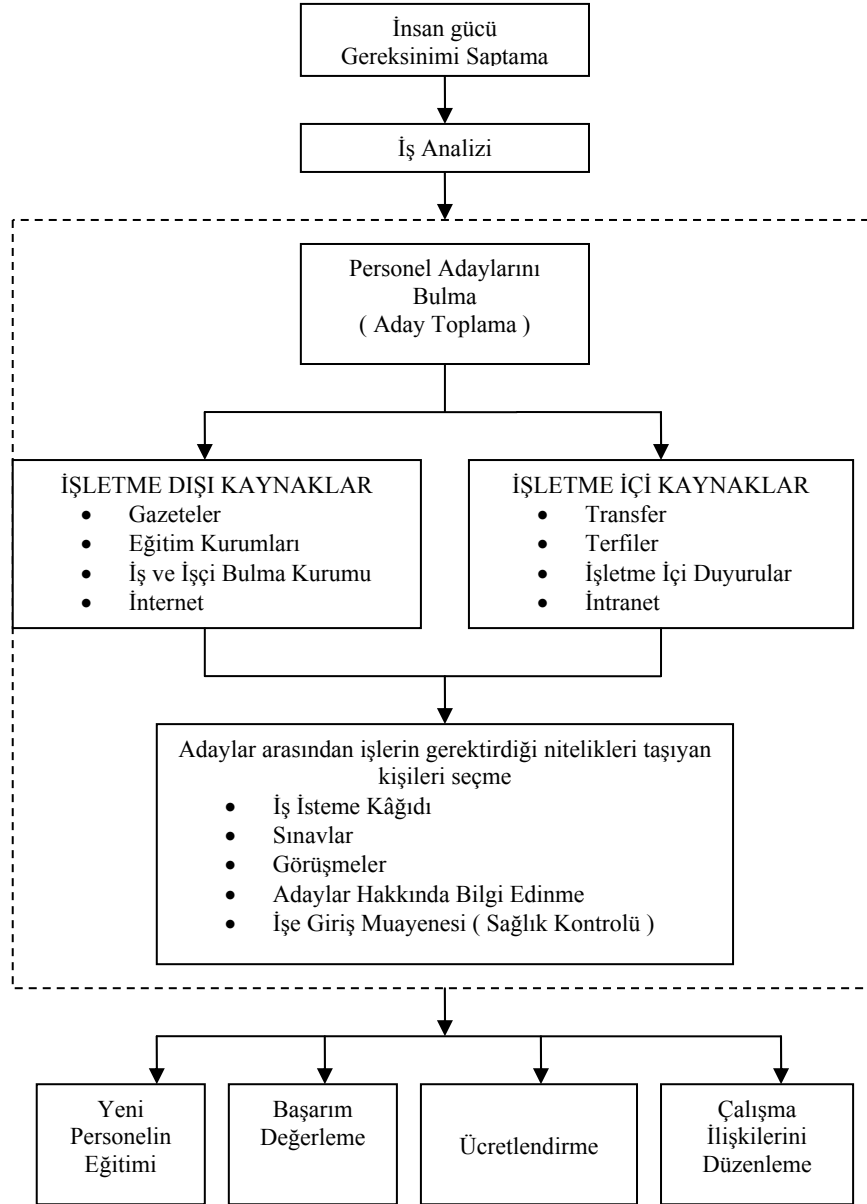 İnsan gücü
Gereksinimi Saptama
İş Analizi
Personel Adaylarını
Bulma
( Aday Toplama )
İŞLETME DIŞI KAYNAKLAR
• Gazeteler
• Eğitim Kurumları
• İş ve İşçi Bulma Kurumu
• İnternet
İŞLETME İÇİ KAYNAKLAR
• Transfer
• Terfiler
• İşletme İçi Duyurular
• İntranet
Adaylar arasından işlerin gerektirdiği nitelikleri taşıyan
kişileri seçme
• İş İsteme Kâğıdı
• Sınavlar
• Görüşmeler
• Adaylar Hakkında Bilgi Edinme
• İşe Giriş Muayenesi ( Sağlık Kontrolü )
Yeni
Personelin
Eğitimi
Başarım
Değerleme
Ücretlendirme
Çalışma
İlişkilerini
Düzenleme